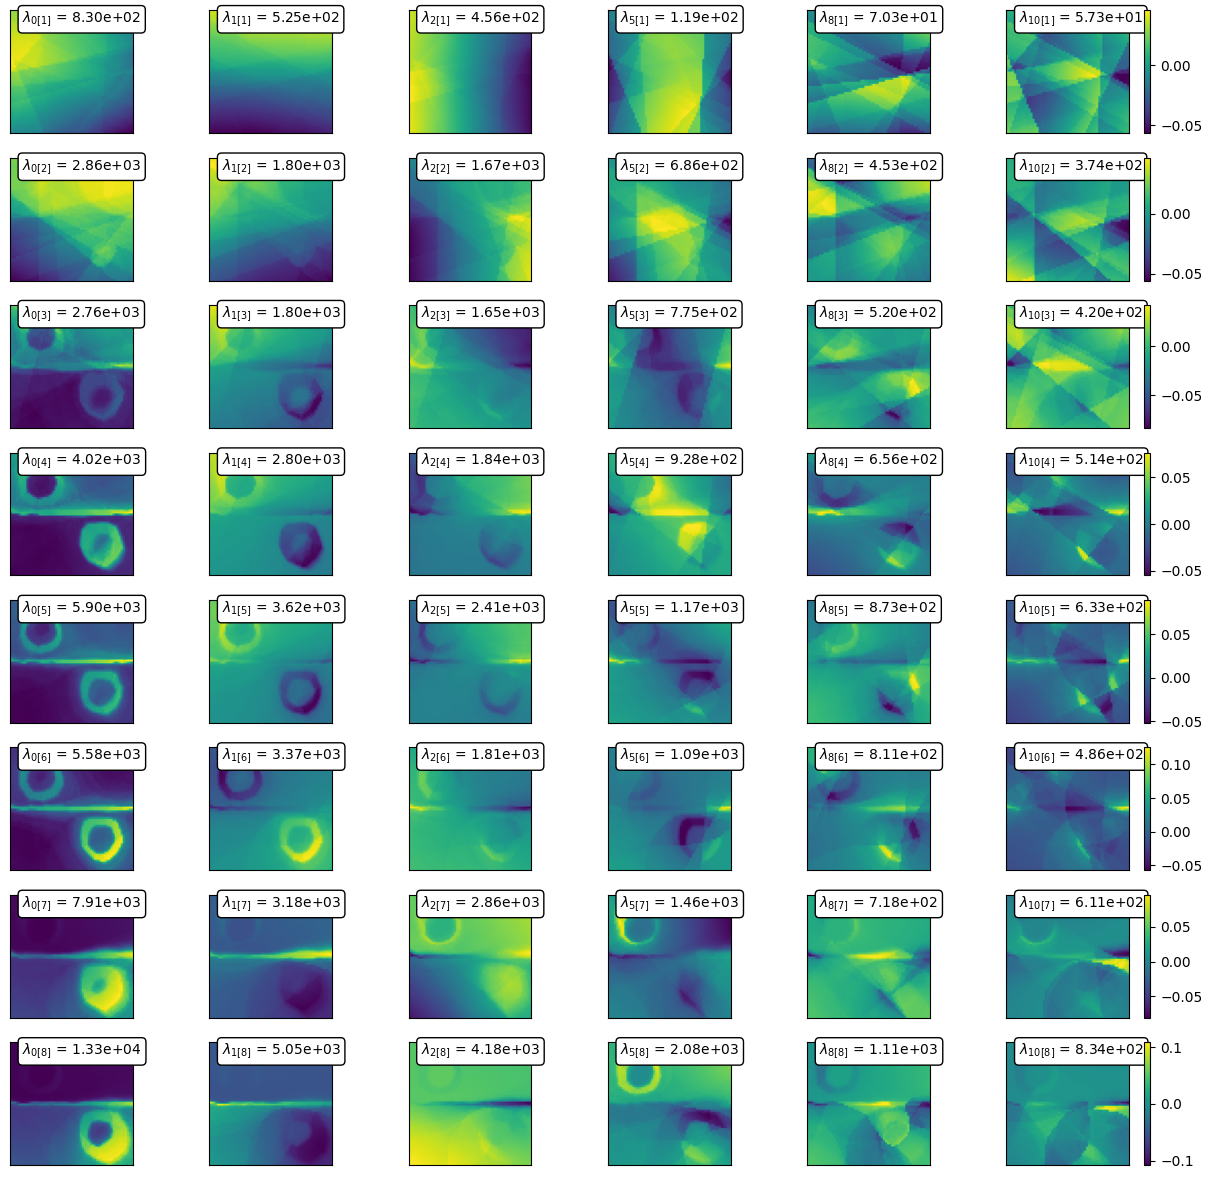 λ0[1] = 8.30e+02 λ1[1] = 5.25e+02 λ2[1] = 4.56e+02 λ5[1] = 1.19e+02 λ8[1] = 7.03e+01 λ10[1] = 5.73e+01
0.00
−0.05
λ0[2] = 2.86e+03 λ1[2] = 1.80e+03 λ2[2] = 1.67e+03 λ5[2] = 6.86e+02 λ8[2] = 4.53e+02 λ10[2] = 3.74e+02
0.00
−0.05
λ0[3] = 2.76e+03 λ1[3] = 1.80e+03 λ2[3] = 1.65e+03 λ5[3] = 7.75e+02 λ8[3] = 5.20e+02 λ10[3] = 4.20e+02
0.00
−0.05
λ0[4] = 4.02e+03 λ1[4] = 2.80e+03 λ2[4] = 1.84e+03 λ5[4] = 9.28e+02 λ8[4] = 6.56e+02 λ10[4] = 5.14e+02
0.05
0.00
−0.05
λ0[5] = 5.90e+03 λ1[5] = 3.62e+03 λ2[5] = 2.41e+03 λ5[5] = 1.17e+03 λ8[5] = 8.73e+02 λ10[5] = 6.33e+02
0.05
0.00
−0.05
λ0[6] = 5.58e+03 λ1[6] = 3.37e+03 λ2[6] = 1.81e+03 λ5[6] = 1.09e+03 λ8[6] = 8.11e+02 λ10[6] = 4.86e+02
0.10
0.05
0.00
−0.05
λ0[7] = 7.91e+03 λ1[7] = 3.18e+03 λ2[7] = 2.86e+03 λ5[7] = 1.46e+03 λ8[7] = 7.18e+02 λ10[7] = 6.11e+02
0.05
0.00
−0.05
λ0[8] = 1.33e+04 λ1[8] = 5.05e+03 λ2[8] = 4.18e+03 λ5[8] = 2.08e+03 λ8[8] = 1.11e+03 λ10[8] = 8.34e+02
0.1
0.0
−0.1